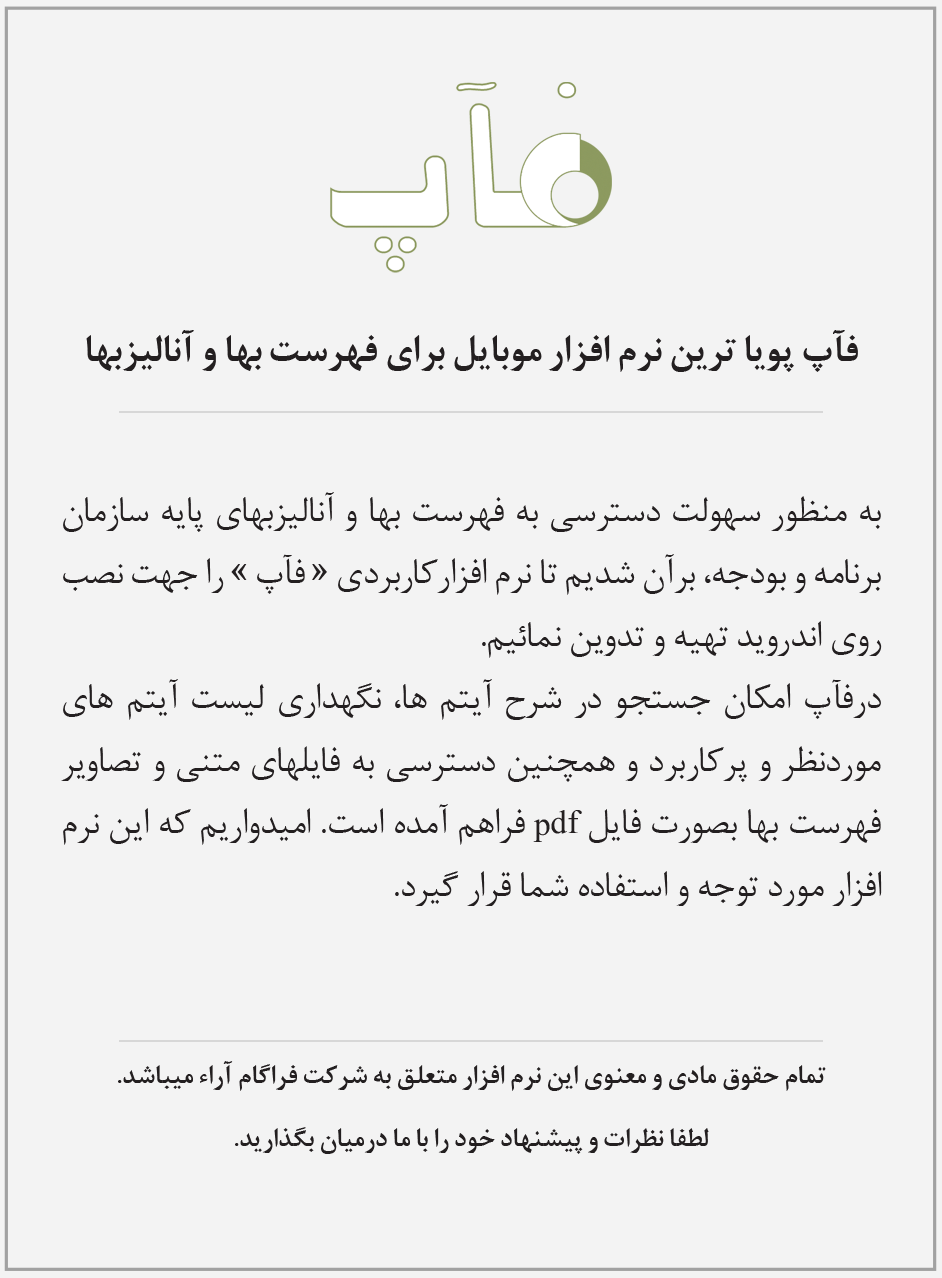 فآپ
فآپ پویا ترین نرم افزار موبایل برای فهرست بها و آنالیزبها
به منظور سهولت دسترسی به فهرست بها و آنالیزبهای پایه سازمان
برنامه و بودجه، برآن شدیم تا نرم افزارکاربردی « فآپ » را جهت نصب
روی اندروید تهیه و تدوین نمائیم.
درفآپ امکان جستجو در شرح آیتم ها، نگهداری لیست آیتم های
موردنظر و پرکاربرد و همچنین دسترسی به فایلهای متنی و تصاویر
فهرست بها بصورت فایل pdf فراهم آمده است. امیدواریم که این نرم
افزار مورد توجه و استفاده شما قرار گیرد.
تمام حقوق مادی و معنوی این نرم افزار متعلق به شرکت فراگام آراء میباشد.
لطفا نظرات و پیشنهاد خود را با ما درمیان بگذارید.